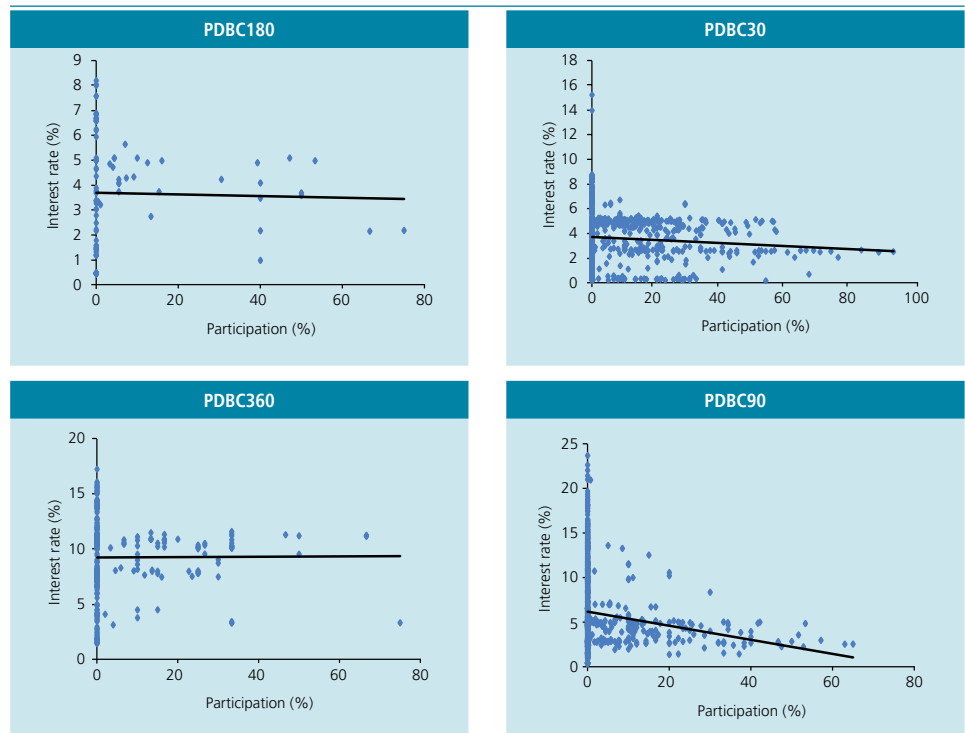 PDBC180
9
8
7
6
5
4
3
2
1
0
Interest rate (%)
0 20 40 60 80
Participation (%)
PDBC30
18
16
14
12
10
8
6
4
2
0
Interest rate (%)
0 20 40 60 80 100
Participation (%)
PDBC360
20
15
10
5
0
Interest rate (%)
0 20 40 60 80
Participation (%)
PDBC90
25
20
15
10
5
0
Interest rate (%)
0 20 40 60 80
Participation (%)